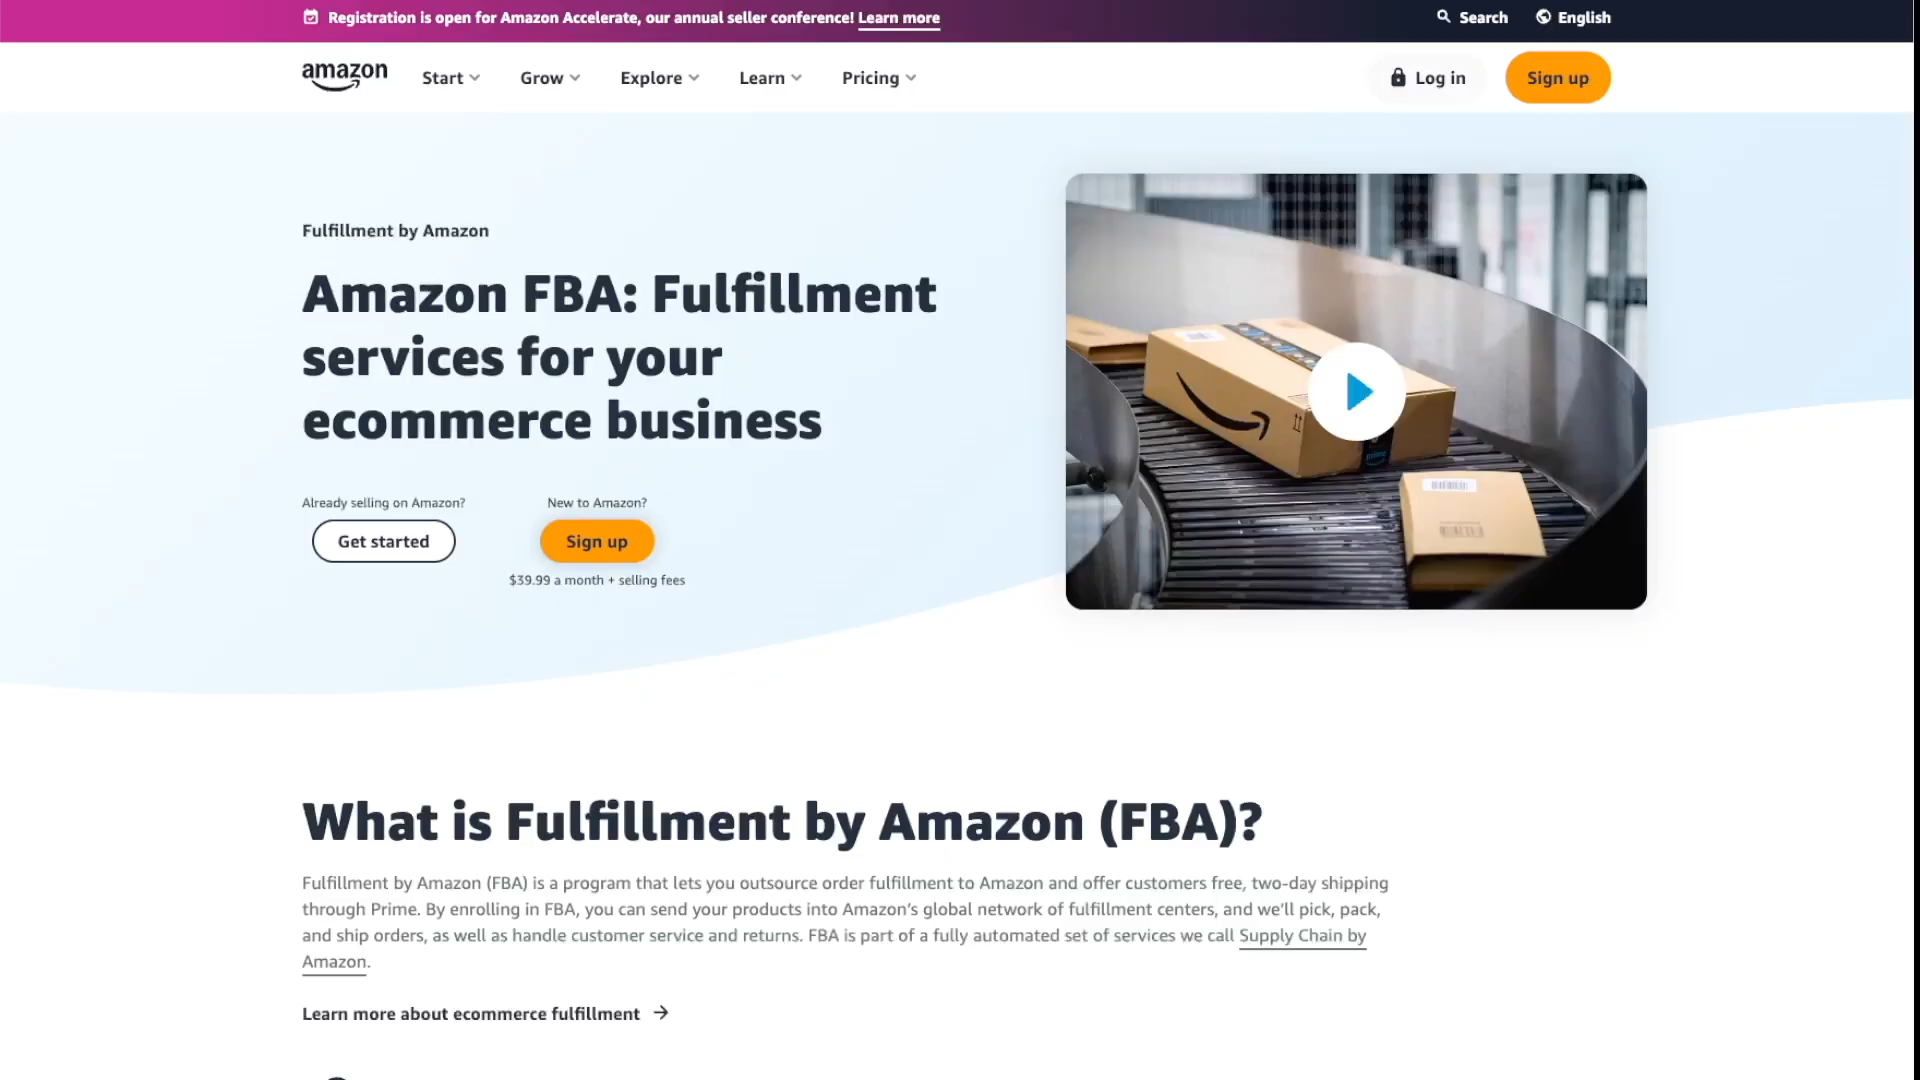 Registration is open for Amazon Accelerate, our annual seller conference! Learn more
Search
English
amazon
Start
Grow
Explore
Learn
Pricing
Log in
Sign up
Fulfillment by Amazon
Amazon FBA: Fulfillment
services for your
ecommerce business
Already selling on Amazon?
New to Amazon?
Get started
Sign up
$39.99 a month + selling fees
prime
What is Fulfillment by Amazon (FBA)?
Fulfillment by Amazon (FBA) is a program that lets you outsource order fulfillment to Amazon and offer customers free, two-day shipping
through Prime. By enrolling in FBA, you can send your products into Amazon’s global network of fulfillment centers, and we’ll pick, pack,
and ship orders, as well as handle customer service and returns. FBA is part of a fully automated set of services we call Supply Chain by
Amazon.
Learn more about ecommerce fulfillment